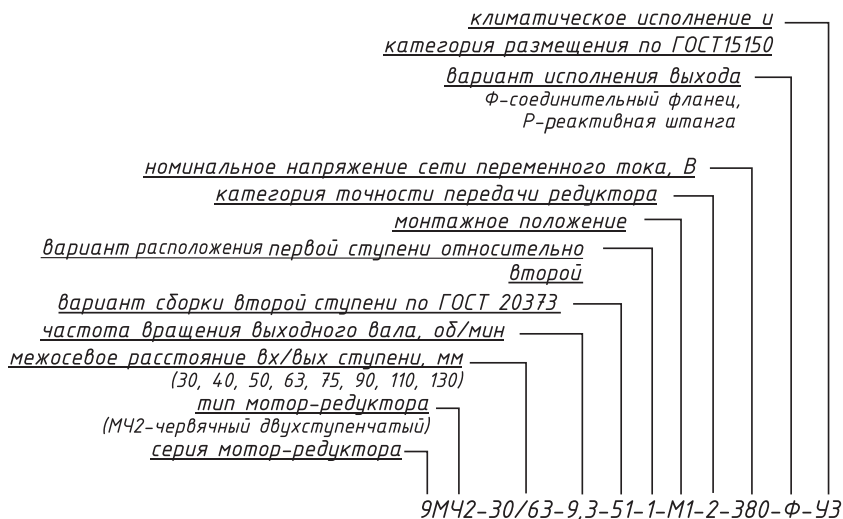 климатическое исполнение и
категория размещения по ГОСТ15150
вариант исполнения выхода
Ф-соединительный фланец,
Р-реактивная штанга
номинальное напряжение сети переменного тока, В
категория точности передачи редуктора
монтажное положение
вариант расположения первой ступени относительно
второй
вариант сборки второй ступени по ГОСТ 20373
частота вращения выходного вала, об/мин
межосевое расстояние вх/вых ступени, мм
(30, 40, 50, 63, 75, 90, 110, 130)
тип мотор-редуктора
(МЧ2-червячный двухступенчатый)
серия мотор-редуктора
9МЧ2-30/63-9,3-51-1-М1-2-380-Ф-У3